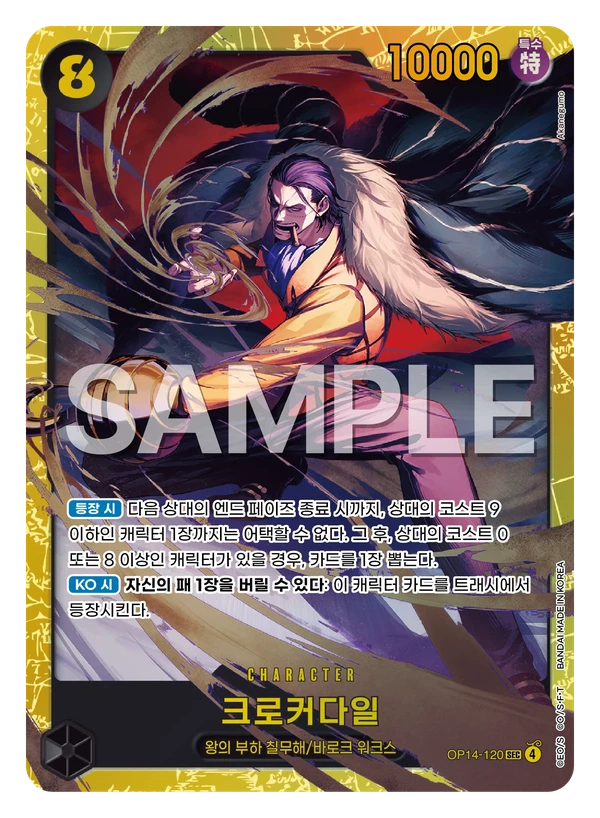 8
10000
특수
特
Akanegumo
SAMPLE
등장 시 다음 상대의 엔드 페이즈 종료 시까지, 상대의 코스트 9
이하인 캐릭터 1장까지는 어택할 수 없다. 그 후, 상대의 코스트 0
또는 8 이상인 캐릭터가 있을 경우, 카드를 1장 뽑는다.
KO 시 자신의 패 1장을 버릴 수 있다: 이 캐릭터 카드를 트래시에서
등장시킨다.
CHARACTER
크로커다일
왕의 부하 칠무해/바로크 워크스
OP14-120 SEC 4
©EO/S ©O/S·F·T BANDAI MADE IN KOREA